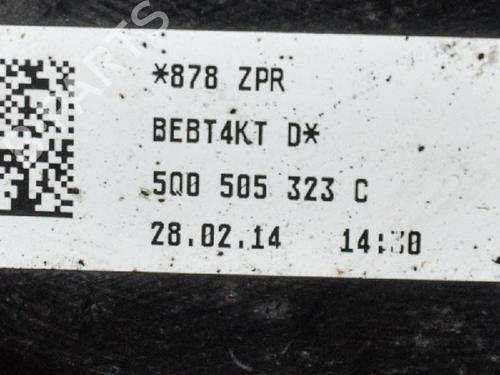 *878 ZPR
BEBT4KT D*
5Q0 505 323 C
28.02.14